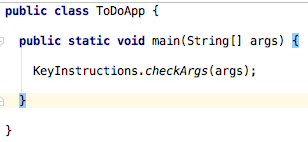 public class ToDoApp {
public static void main(String[] args) {
KeyInstructions.checkArgs(args);
}
}